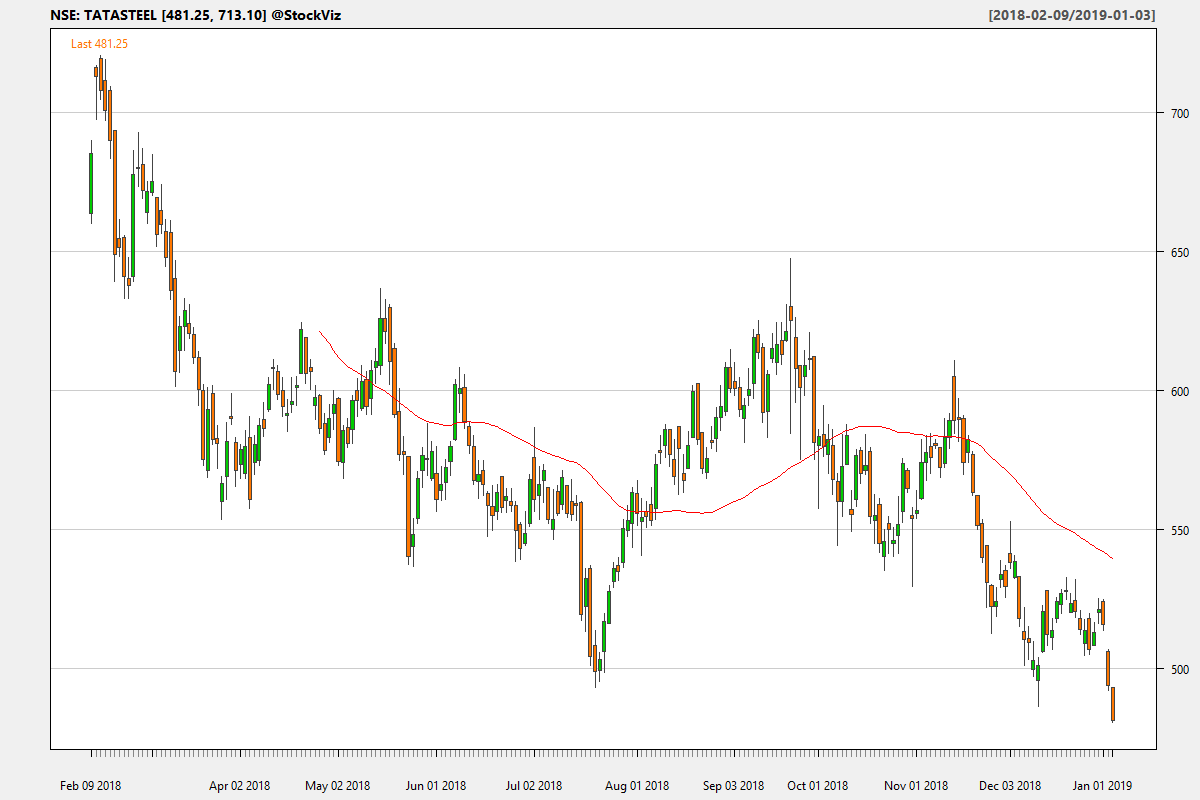 NSE: TATASTEEL [481.25, 713.10] @StockViz [2018-02-09/2019-01-03]
Last 481.25
700
650
600
550
500
Feb 09 2018 Apr 02 2018 May 02 2018 Jun 01 2018 Jul 02 2018 Aug 01 2018 Sep 03 2018 Oct 01 2018 Nov 01 2018 Dec 03 2018 Jan 01 2019